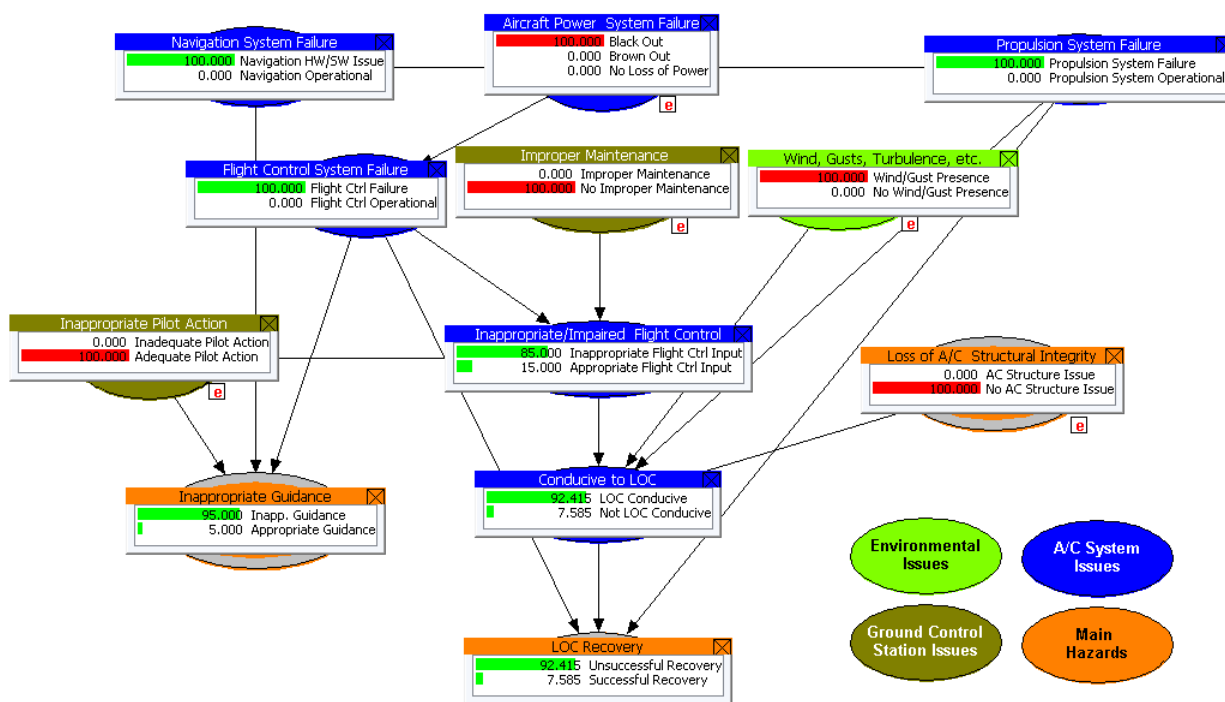 Aircraft Power System Failure
100.000 Black Out
0.000 Brown Out
0.000 No Loss of Power
e
Navigation System Failure
100.000 Navigation HW/SW Issue
0.000 Navigation Operational
Propulsion System Failure
100.000 Propulsion System Failure
0.000 Propulsion System Operational
Flight Control System Failure
100.000 Flight Ctrl Failure
0.000 Flight Ctrl Operational
Improper Maintenance
0.000 Improper Maintenance
100.000 No Improper Maintenance
e
Wind, Gusts, Turbulence, etc.
100.000 Wind/Gust Presence
0.000 No Wind/Gust Presence
e
Inappropriate Pilot Action
0.000 Inadequate Pilot Action
100.000 Adequate Pilot Action
e
Inappropriate/Impaired Flight Control
85.000 Inappropriate Flight Ctrl Input
15.000 Appropriate Flight Ctrl Input
Loss of A/C Structural Integrity
0.000 AC Structure Issue
100.000 No AC Structure Issue
e
Inappropriate Guidance
95.000 Inapp. Guidance
5.000 Appropriate Guidance
Conducive to LOC
92.415 LOC Conducive
7.585 Not LOC Conducive
LOC Recovery
92.415 Unsuccessful Recovery
7.585 Successful Recovery
Environmental
Issues
A/C System
Issues
Ground Control
Station Issues
Main
Hazards